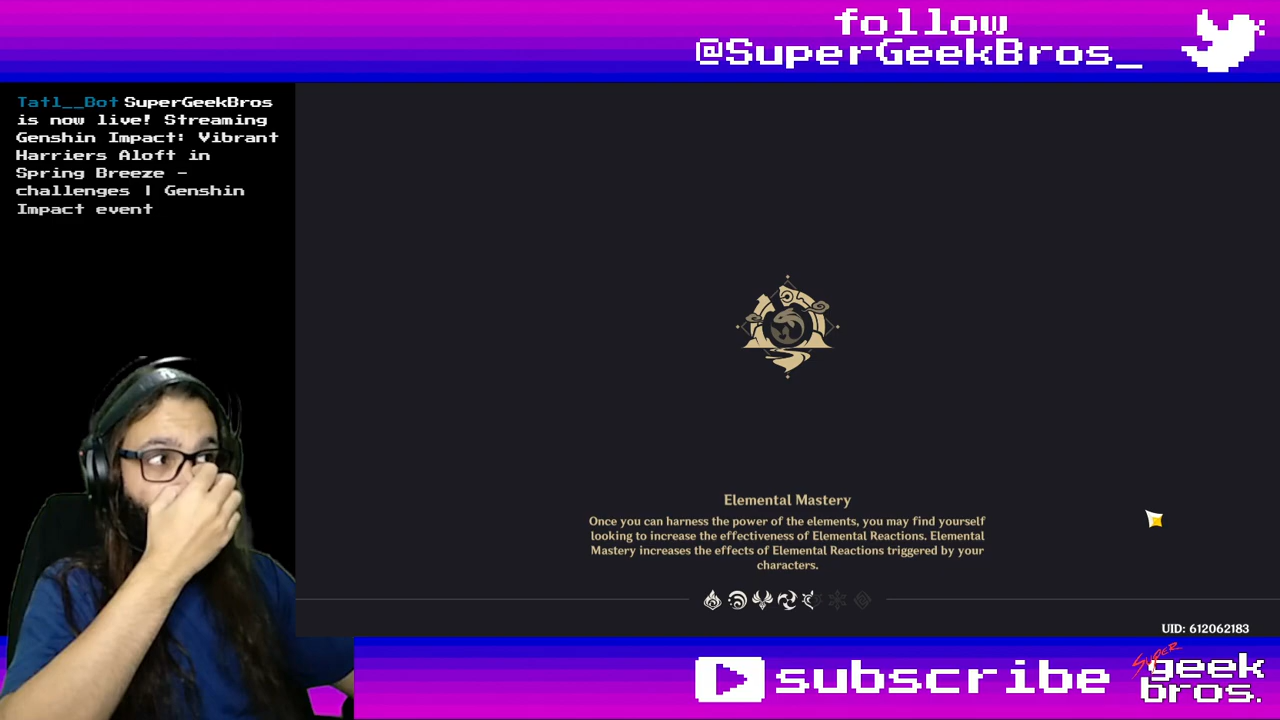 follow
@SuperGeekBros_
Tatl__Bot SuperGeekBros
is now live! Streaming
Genshin Impact: Vibrant
Harriers Aloft in
Spring Breeze -
challenges | Genshin
Impact event
Elemental Mastery
Once you can harness the power of the elements, you may find yourself
looking to increase the effectiveness of Elemental Reactions. Elemental
Mastery increases the effects of Elemental Reactions triggered by your
characters.
UID: 612062183
subscribe
SUPER
geek
bros.